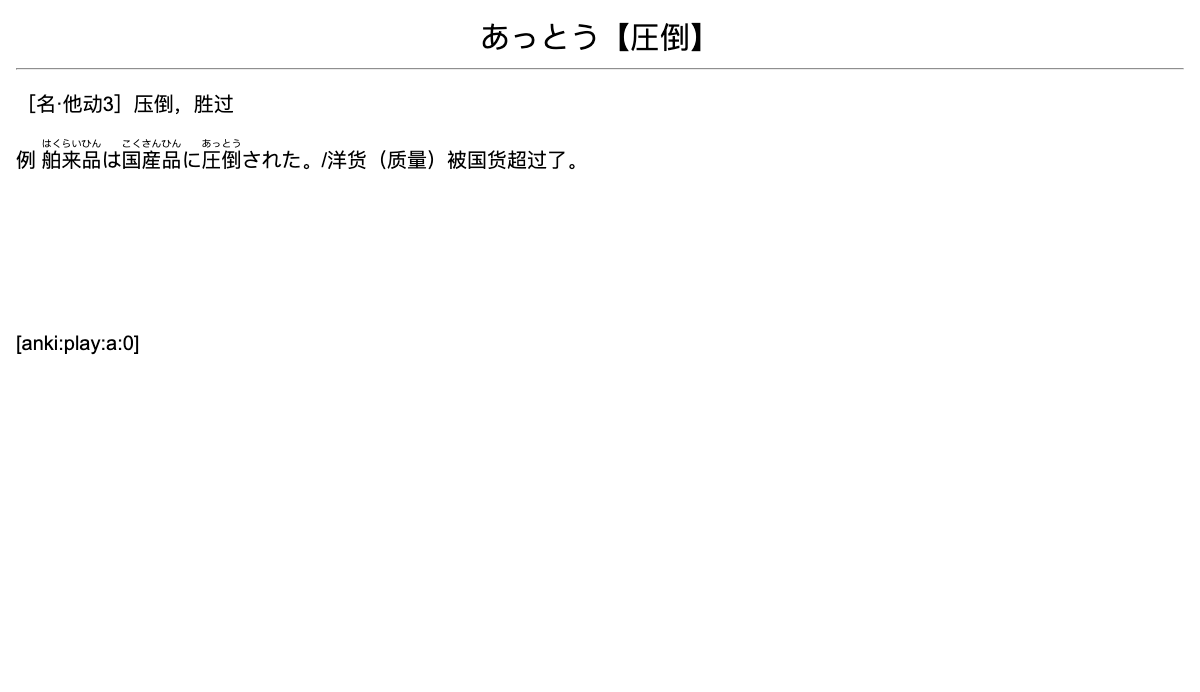 あっとう【圧倒】
［名·他动3］压倒，胜过
例 舶来品は国産品に圧倒された。/洋货（质量）被国货超过了。
はくらいひん こくさんひん あっとう
[anki:play:a:0]